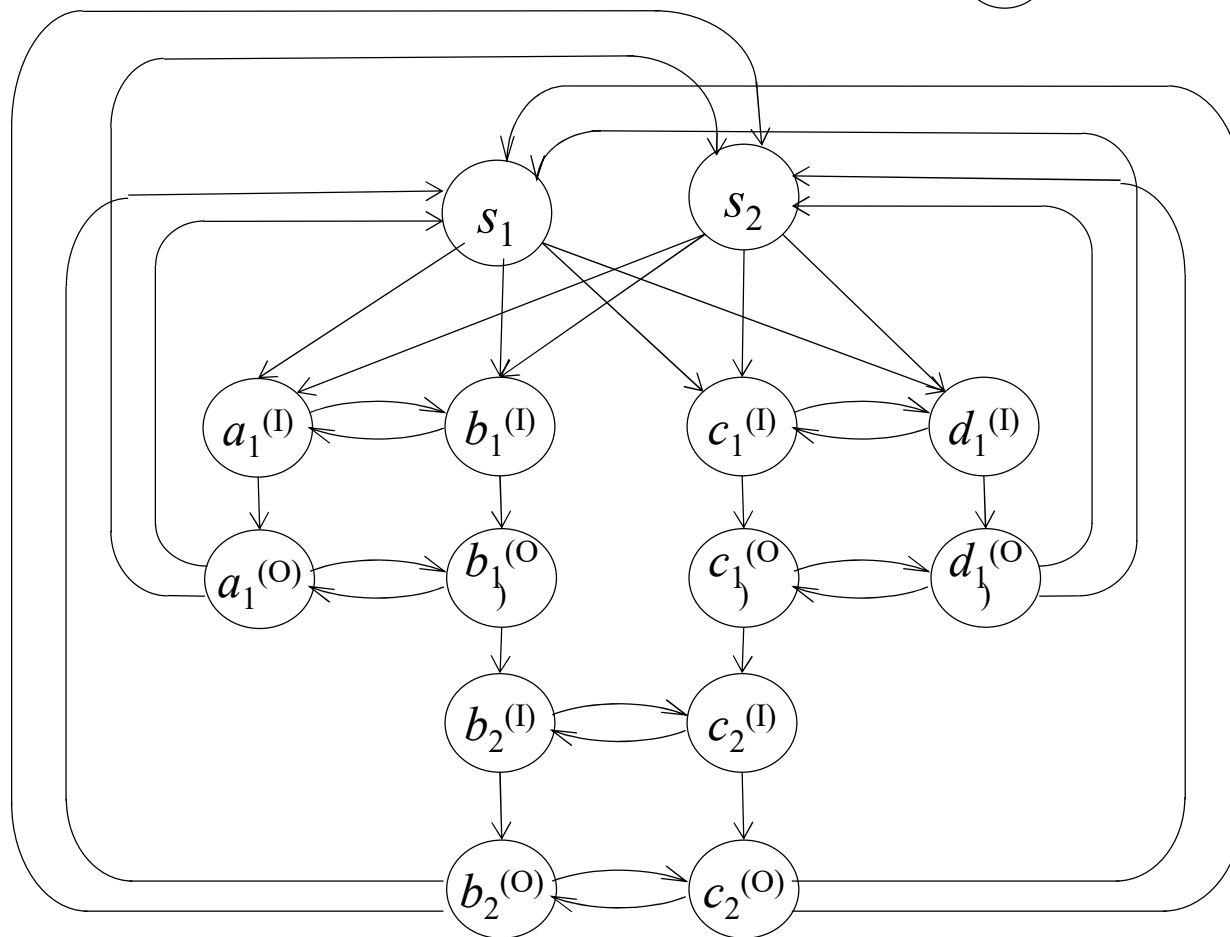 s1 s2
a1(I) b1(I) c1(I) d1(I)
a1(O) b1(O) c1(O) d1(O)
b2(I) c2(I)
b2(O) c2(O)